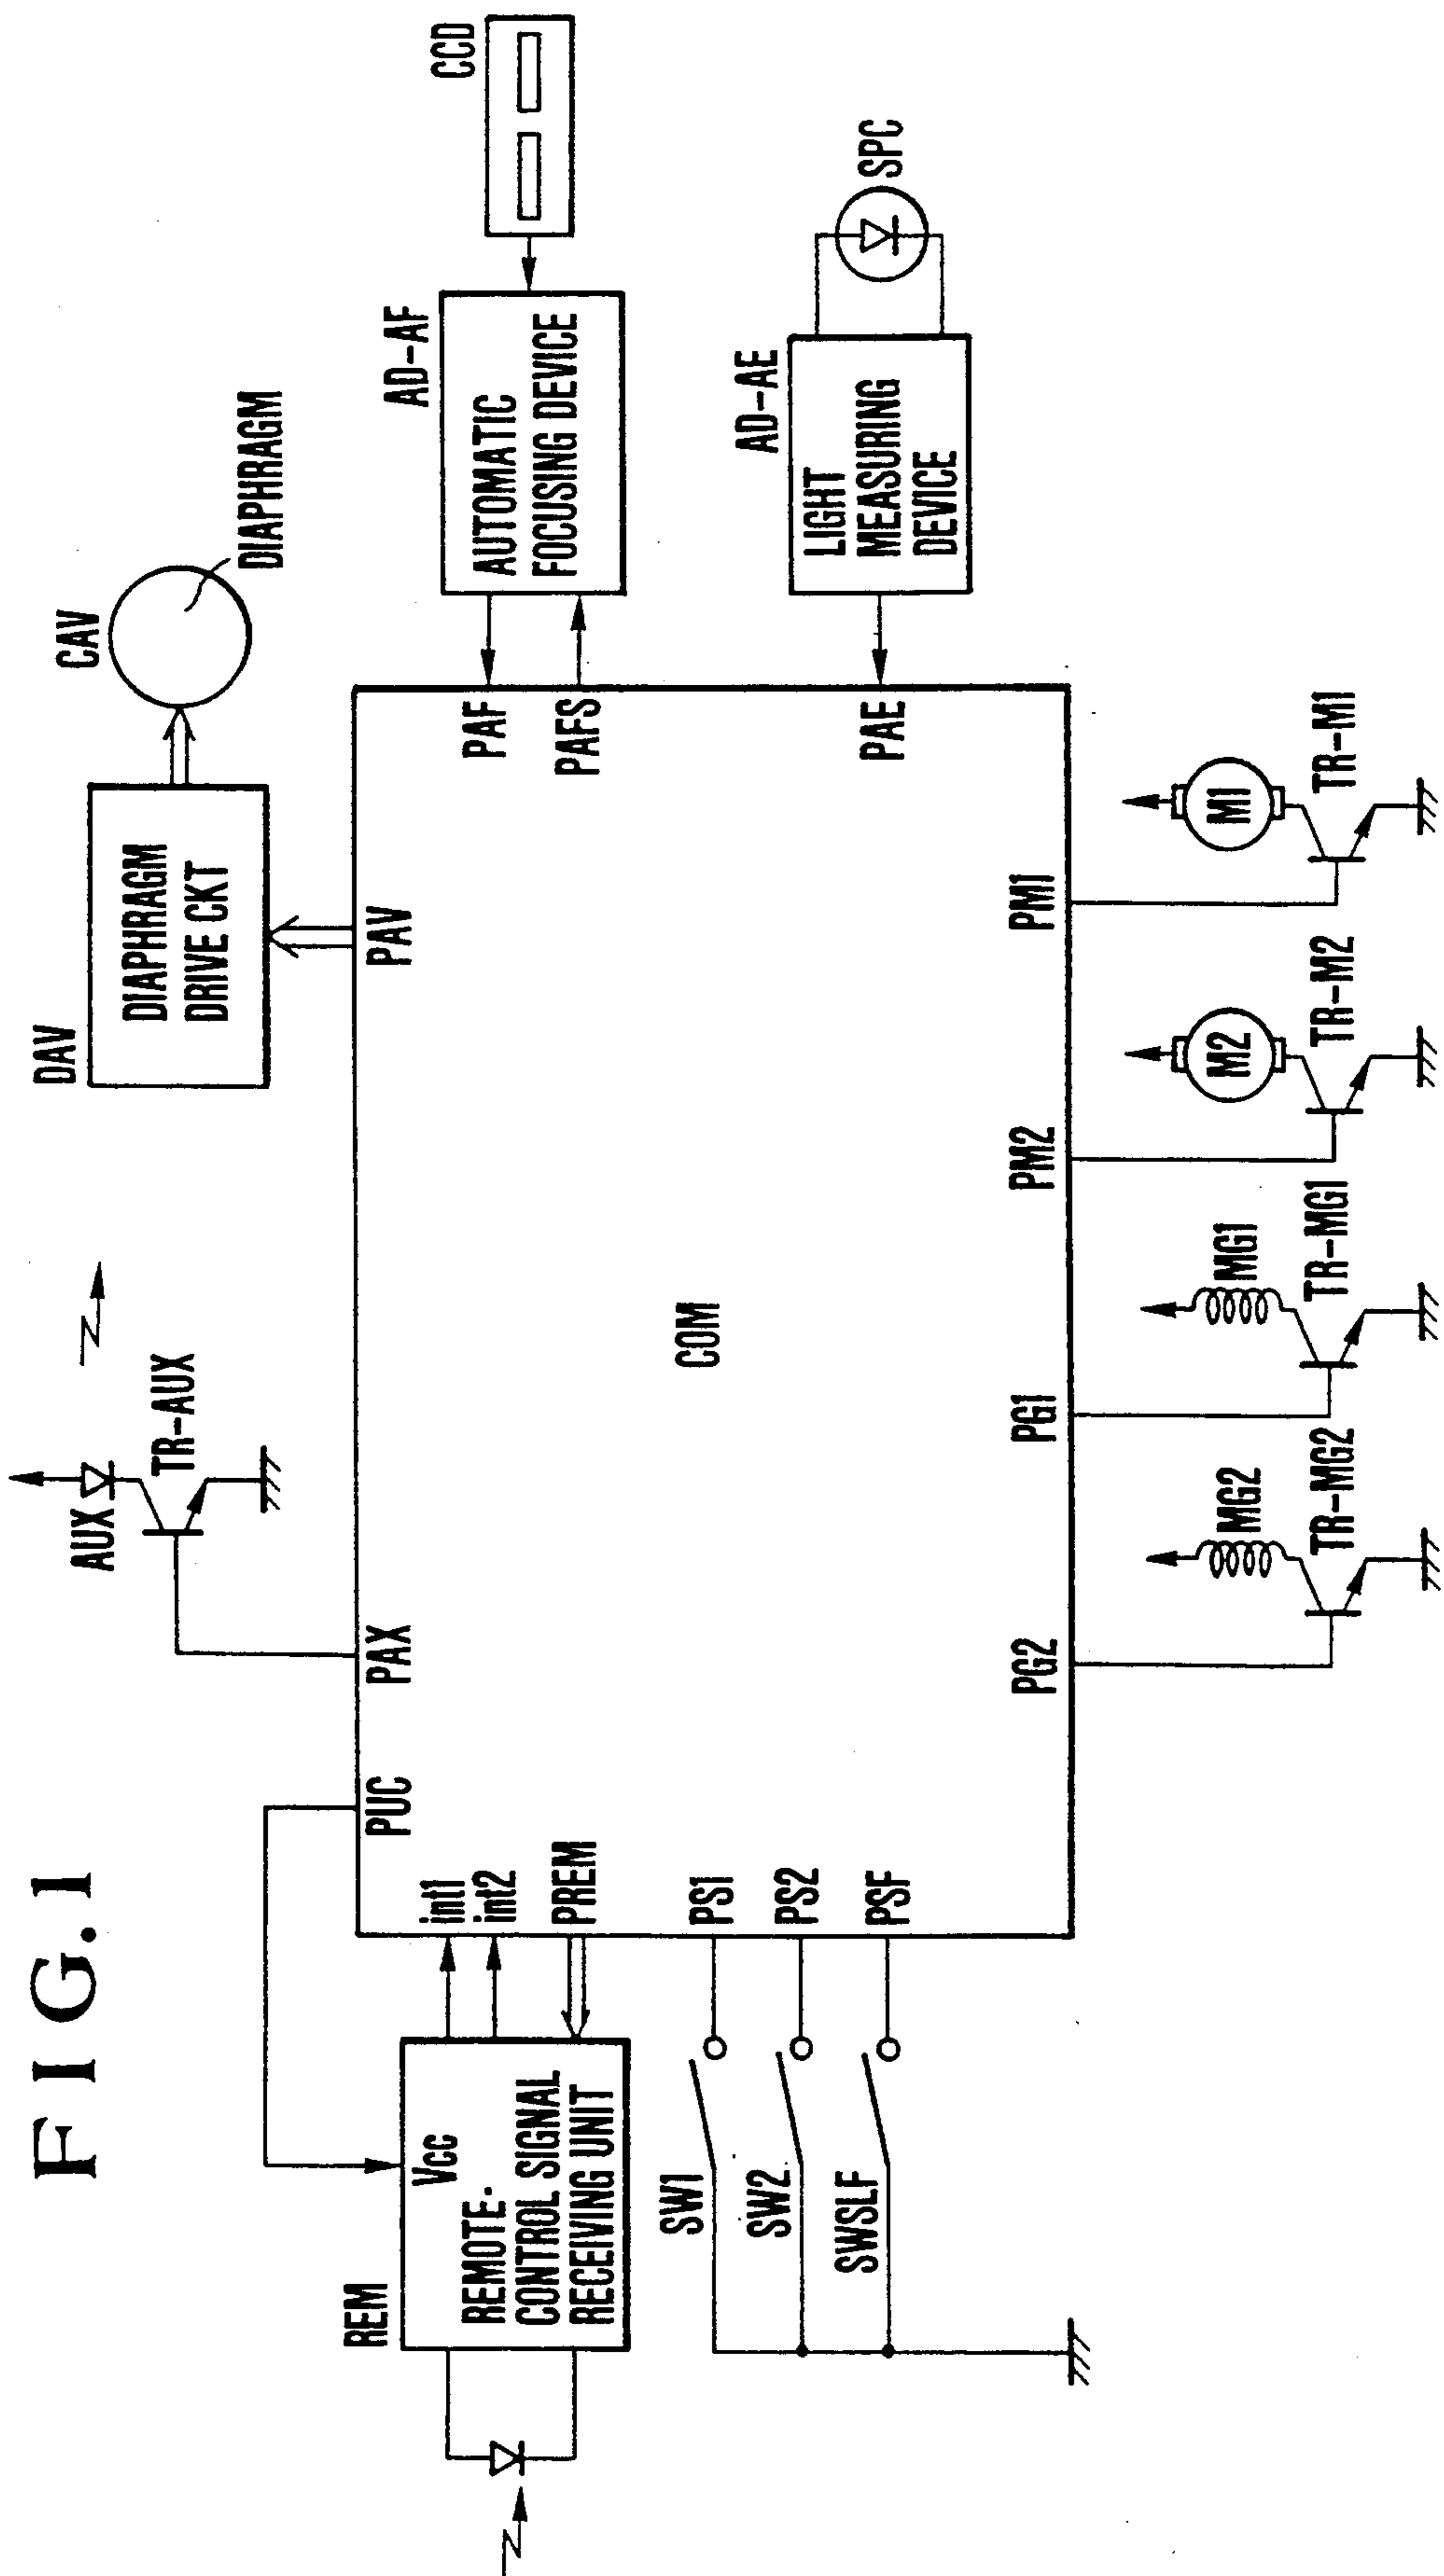 FIG.1
DAV
DIAPHRAGM
DRIVE CKT
CAV
DIAPHRAGM
AUX
TR-AUX
CCD
AD-AF
AUTOMATIC
FOCUSING DEVICE
AD-AE
LIGHT
MEASURING
DEVICE
SPC
REM
Vcc
REMOTE-
CONTROL SIGNAL
RECEIVING UNIT
PUC
PAX
PAV
int1
int2
PREM
PAF
PAFS
PS1
PS2
PSF
PAE
COM
SW1
SW2
SWSLF
PG2
PG1
PM2
PM1
MG2
MG1
M2
M1
TR-MG2
TR-MG1
TR-M2
TR-M1